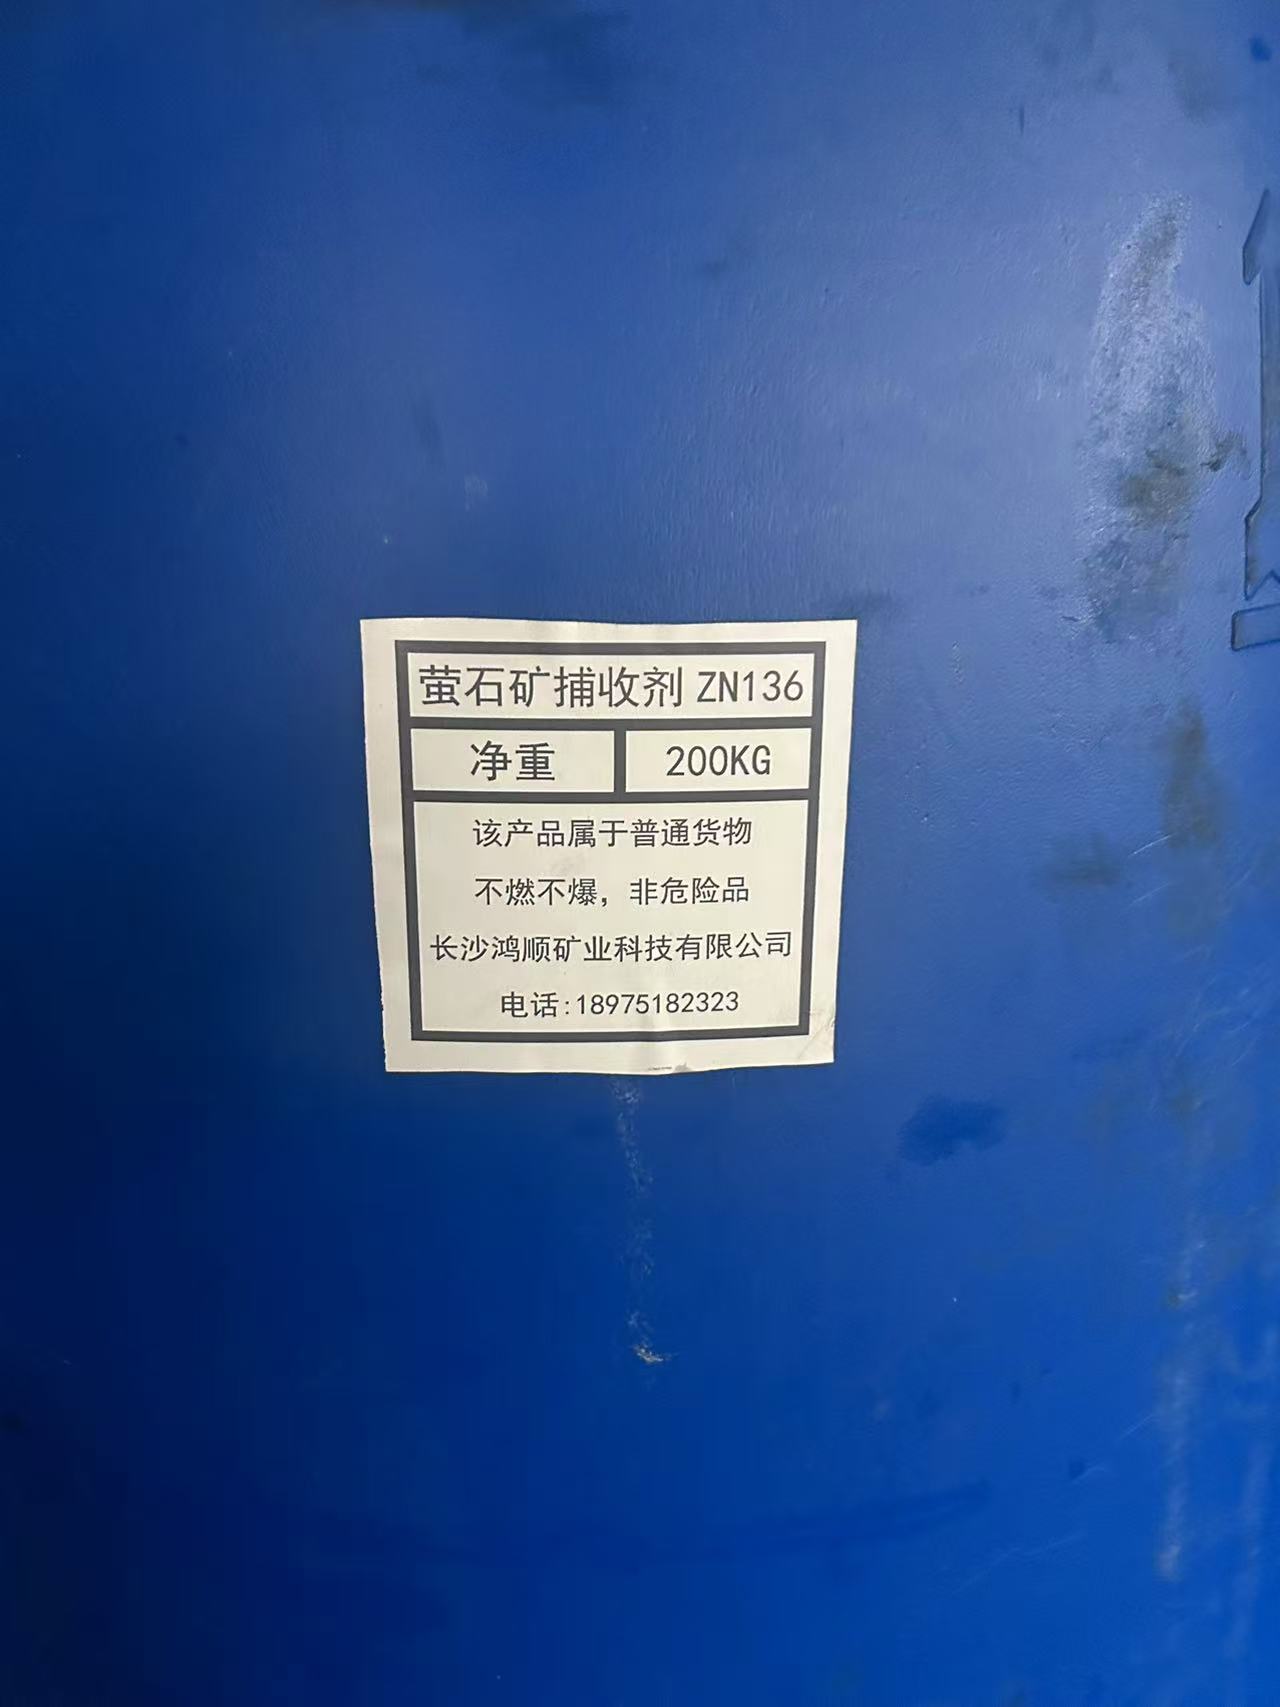 萤石矿捕收剂 ZN136
净重 200KG
该产品属于普通货物
不燃不爆，非危险品
长沙鸿顺矿业科技有限公司
电话:18975182323